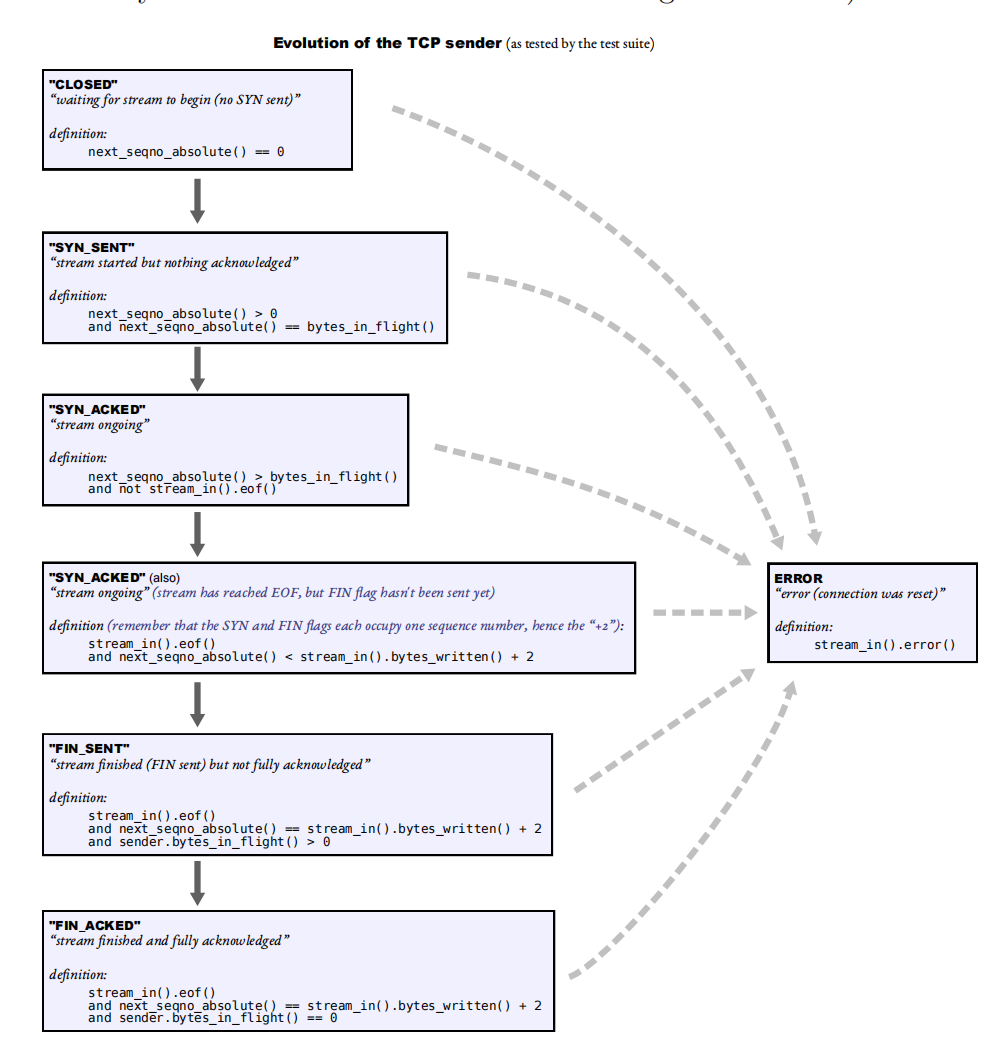 Evolution of the TCP sender (as tested by the test suite)
"CLOSED"
“waiting for stream to begin (no SYN sent)”
definition:
next_seqno_absolute() == 0
"SYN_SENT"
“stream started but nothing acknowledged”
definition:
next_seqno_absolute() > 0
and next_seqno_absolute() == bytes_in_flight()
"SYN_ACKED"
“stream ongoing”
definition:
next_seqno_absolute() > bytes_in_flight()
and not stream_in().eof()
"SYN_ACKED" (also)
“stream ongoing” (stream has reached EOF, but FIN flag hasn't been sent yet)
definition (remember that the SYN and FIN flags each occupy one sequence number, hence the “+2”):
stream_in().eof()
and next_seqno_absolute() < stream_in().bytes_written() + 2
ERROR
“error (connection was reset)”
definition:
stream_in().error()
"FIN_SENT"
“stream finished (FIN sent) but not fully acknowledged”
definition:
stream_in().eof()
and next_seqno_absolute() == stream_in().bytes_written() + 2
and sender.bytes_in_flight() > 0
"FIN_ACKED"
“stream finished and fully acknowledged”
definition:
stream_in().eof()
and next_seqno_absolute() == stream_in().bytes_written() + 2
and sender.bytes_in_flight() == 0